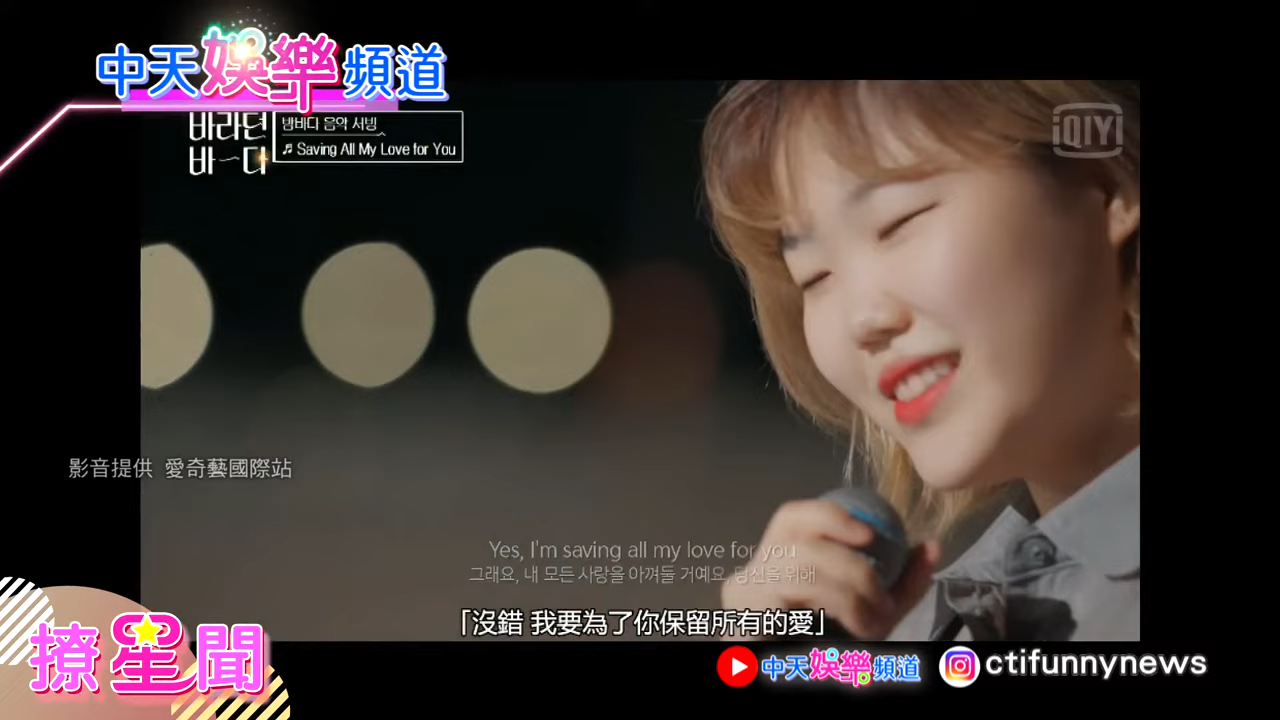 中天娛樂頻道
바라던
바다
밤바다 음악 서빙
♬ Saving All My Love for You
iQIYI
影音提供 愛奇藝國際站
Yes, I'm saving all my love for you
그래요, 내 모든 사랑을 아껴둘 거예요, 당신을 위해
「沒錯 我要為了你保留所有的愛」
撩星聞
中天娛樂頻道
ctifunnynews